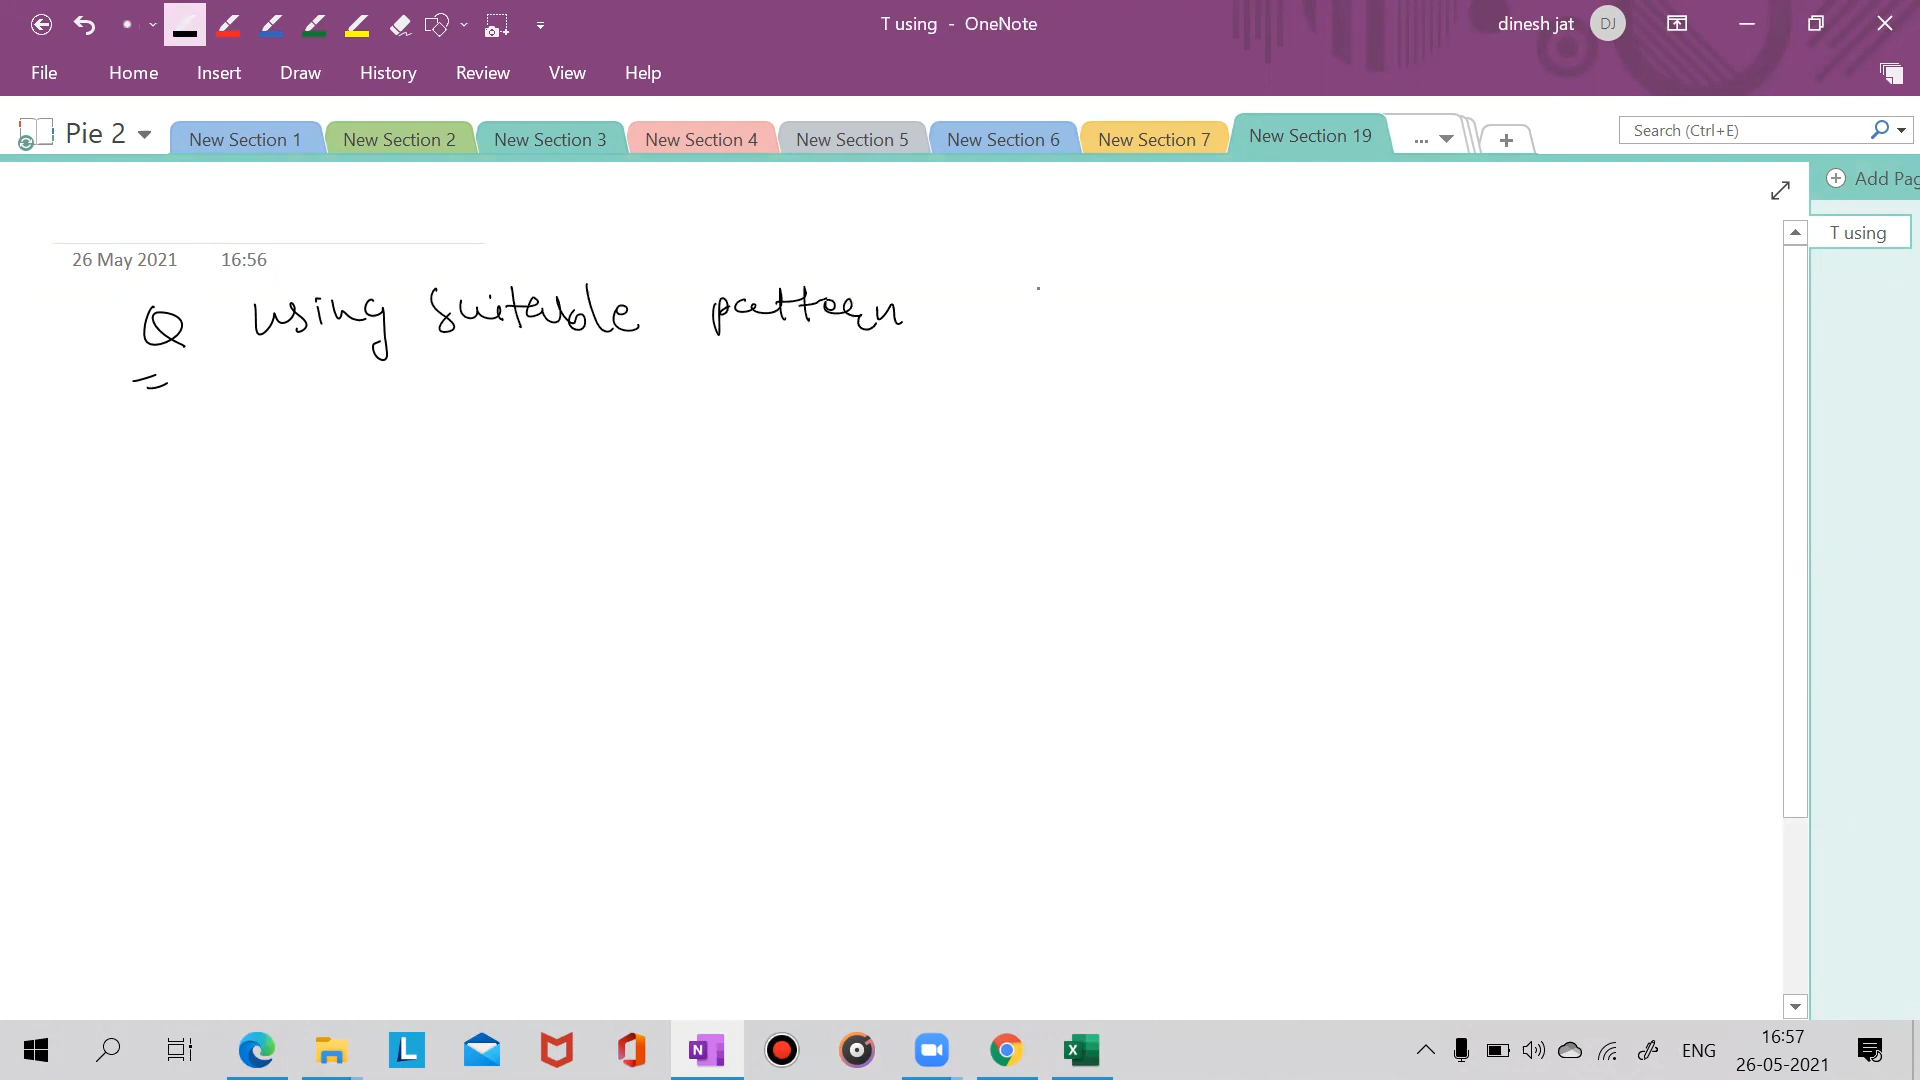 T using - OneNote
dinesh jat
DJ
File Home Insert Draw History Review View Help
Pie 2
New Section 1 New Section 2 New Section 3 New Section 4 New Section 5 New Section 6 New Section 7 New Section 19 ... +
Search (Ctrl+E)
Add Pag
T using
26 May 2021 16:56
Q using suitable pattern
L
N
X
ENG
16:57
26-05-2021